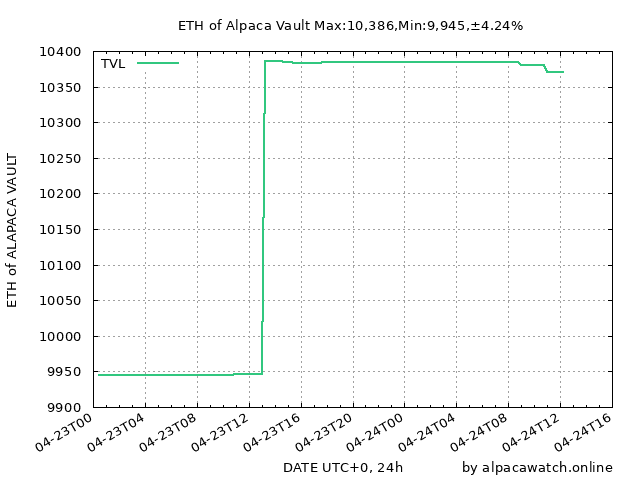 ETH of Alpaca Vault Max:10,386,Min:9,945,±4.24%
TVL
10400
10350
10300
10250
10200
10150
10100
10050
10000
9950
9900
ETH of ALAPACA VAULT
04-23T00
04-23T04
04-23T08
04-23T12
04-23T16
04-23T20
04-24T00
04-24T04
04-24T08
04-24T12
04-24T16
DATE UTC+0, 24h
by alpacawatch.online